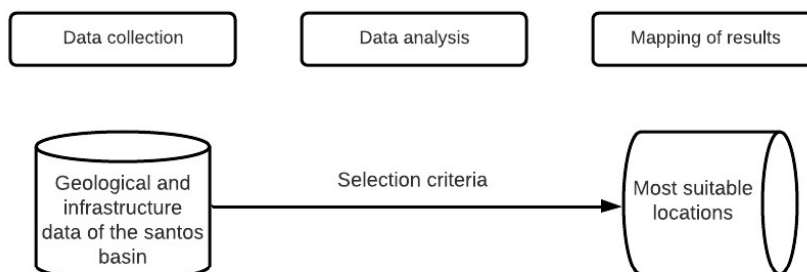 Data collection
Data analysis
Mapping of results
Geological and
infrastructure
data of the santos
basin
Selection criteria
Most suitable
locations